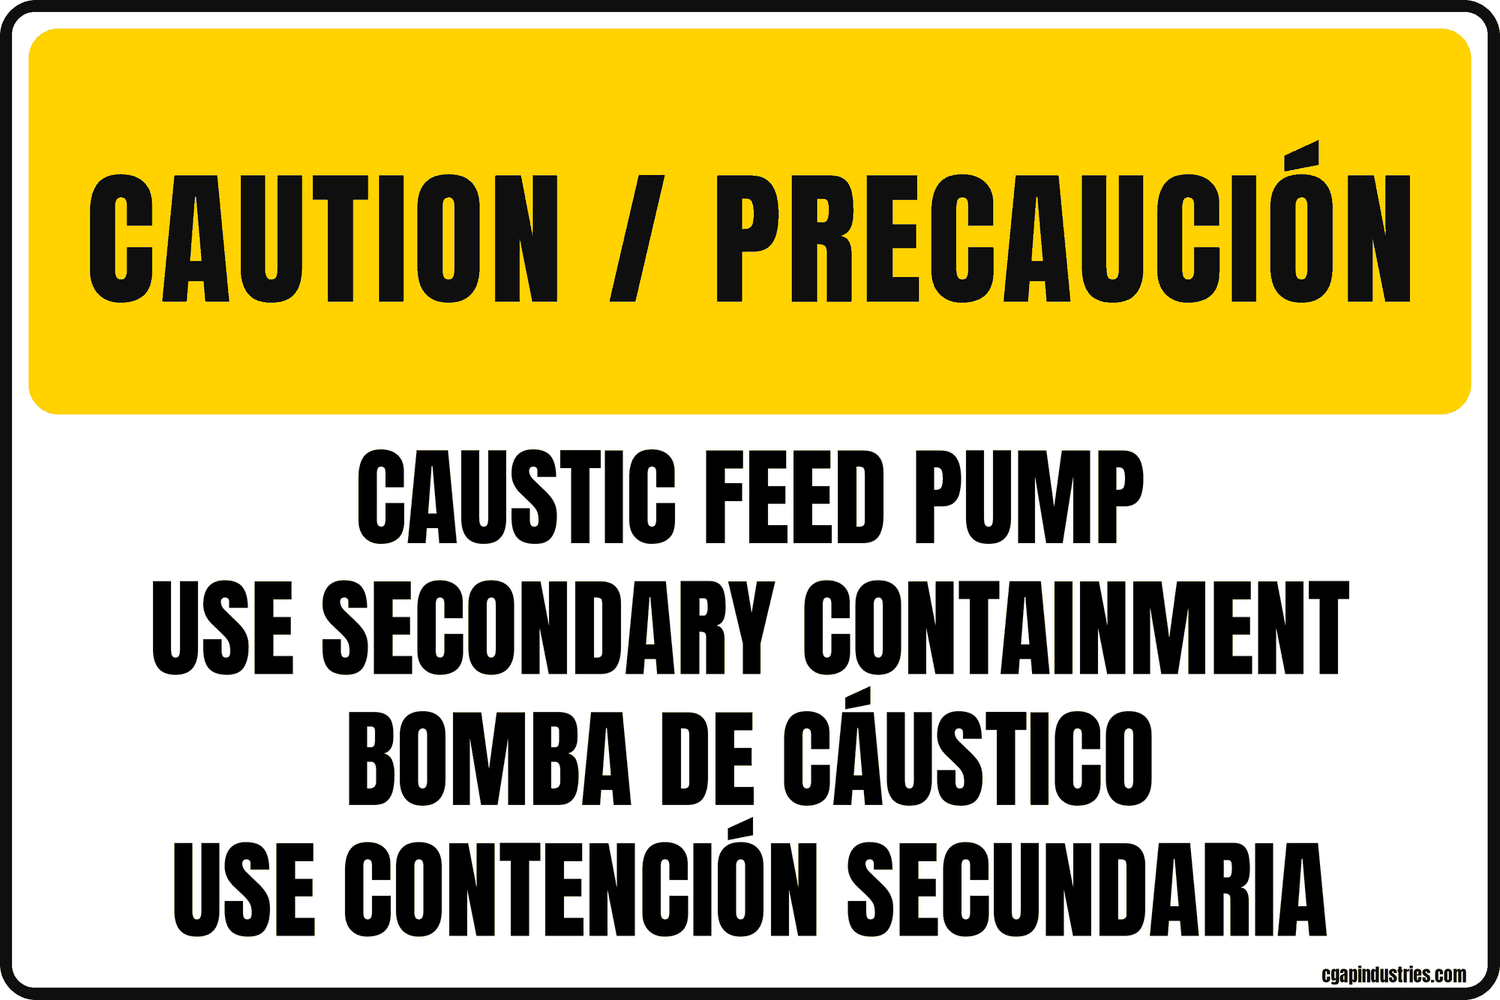 CAUTION / PRECAUCIÓN
CAUSTIC FEED PUMP
USE SECONDARY CONTAINMENT
BOMBA DE CÁUSTICO
USE CONTENCIÓN SECUNDARIA
cgapindustries.com